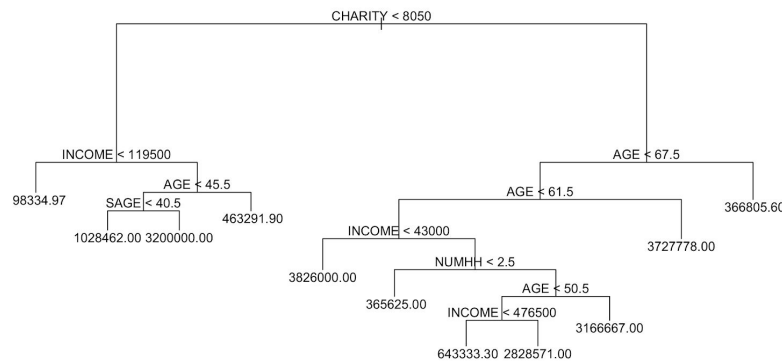 CHARITY < 8050
INCOME < 119500
AGE < 67.5
98334.97
AGE < 45.5
SAGE < 40.5
1028462.00
3200000.00
463291.90
AGE < 61.5
366805.60
INCOME < 43000
3727778.00
3826000.00
NUMHH < 2.5
365625.00
AGE < 50.5
INCOME < 476500
3166667.00
643333.30
2828571.00